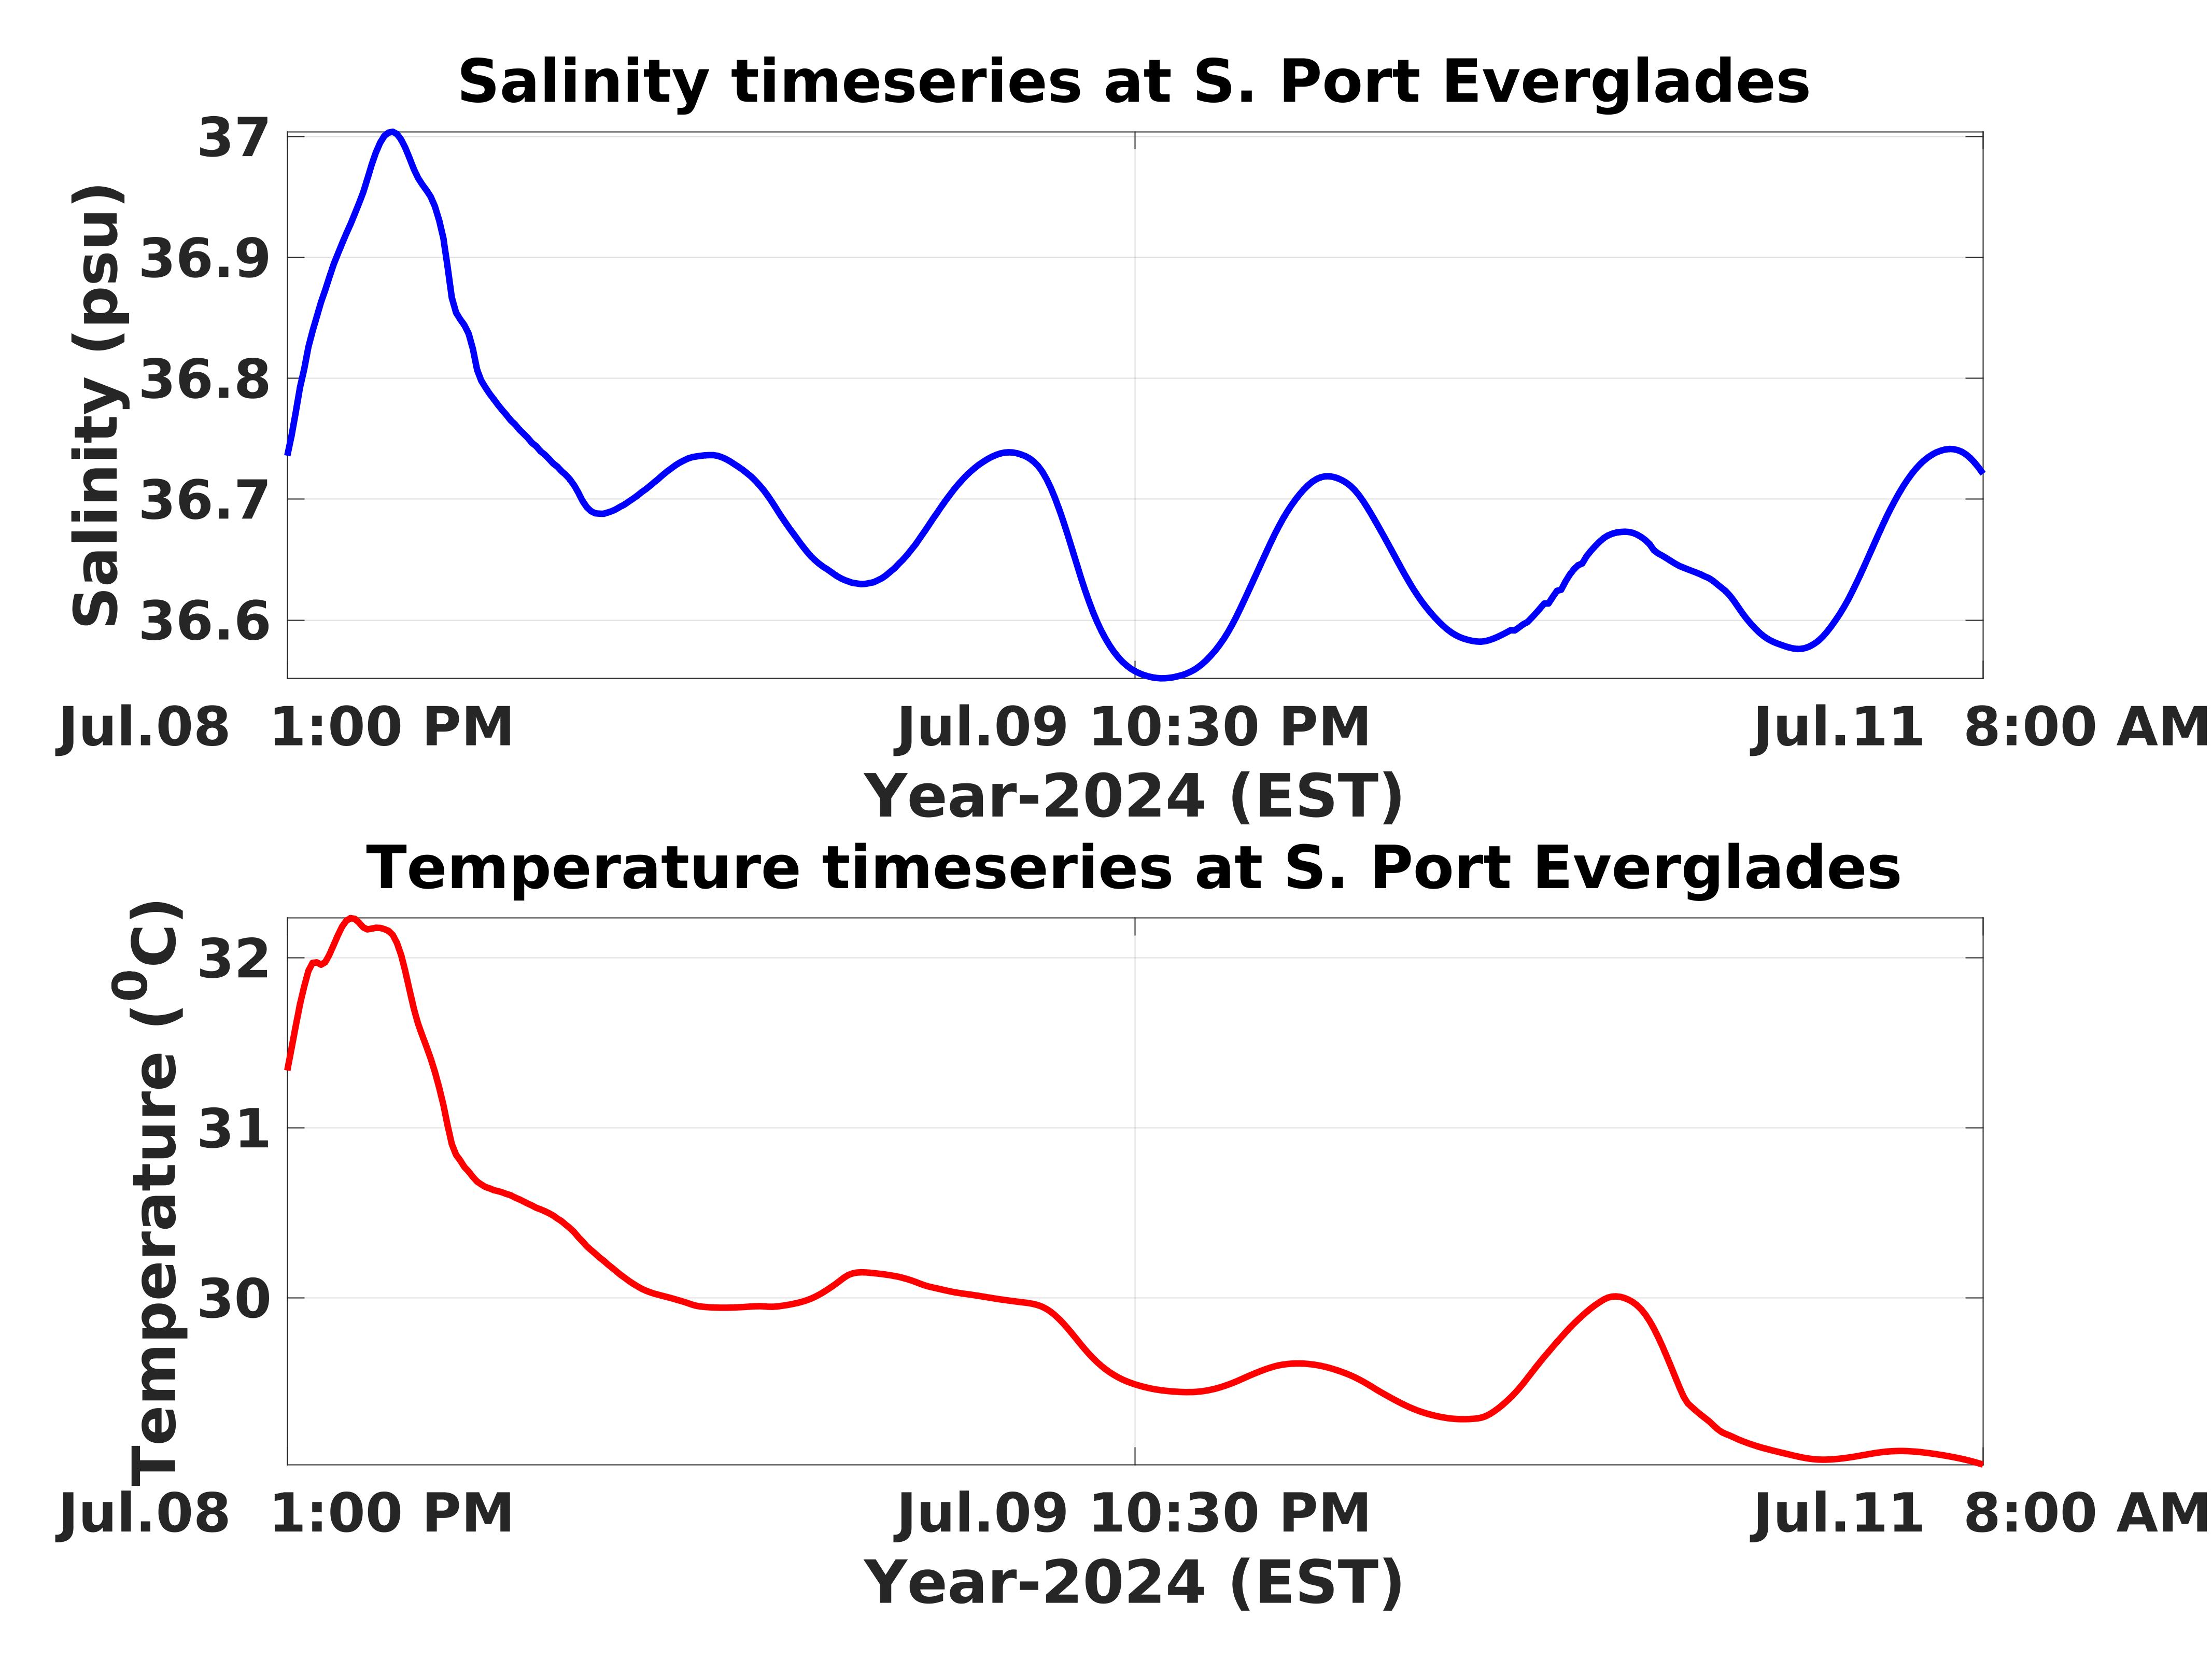 Salinity timeseries at S. Port Everglades
Salinity (psu)
37
36.9
36.8
36.7
36.6
Jul.08  1:00 PM
Jul.09 10:30 PM
Jul.11  8:00 AM
Year-2024 (EST)
Temperature timeseries at S. Port Everglades
Temperature (⁰C)
32
31
30
Jul.08  1:00 PM
Jul.09 10:30 PM
Jul.11  8:00 AM
Year-2024 (EST)